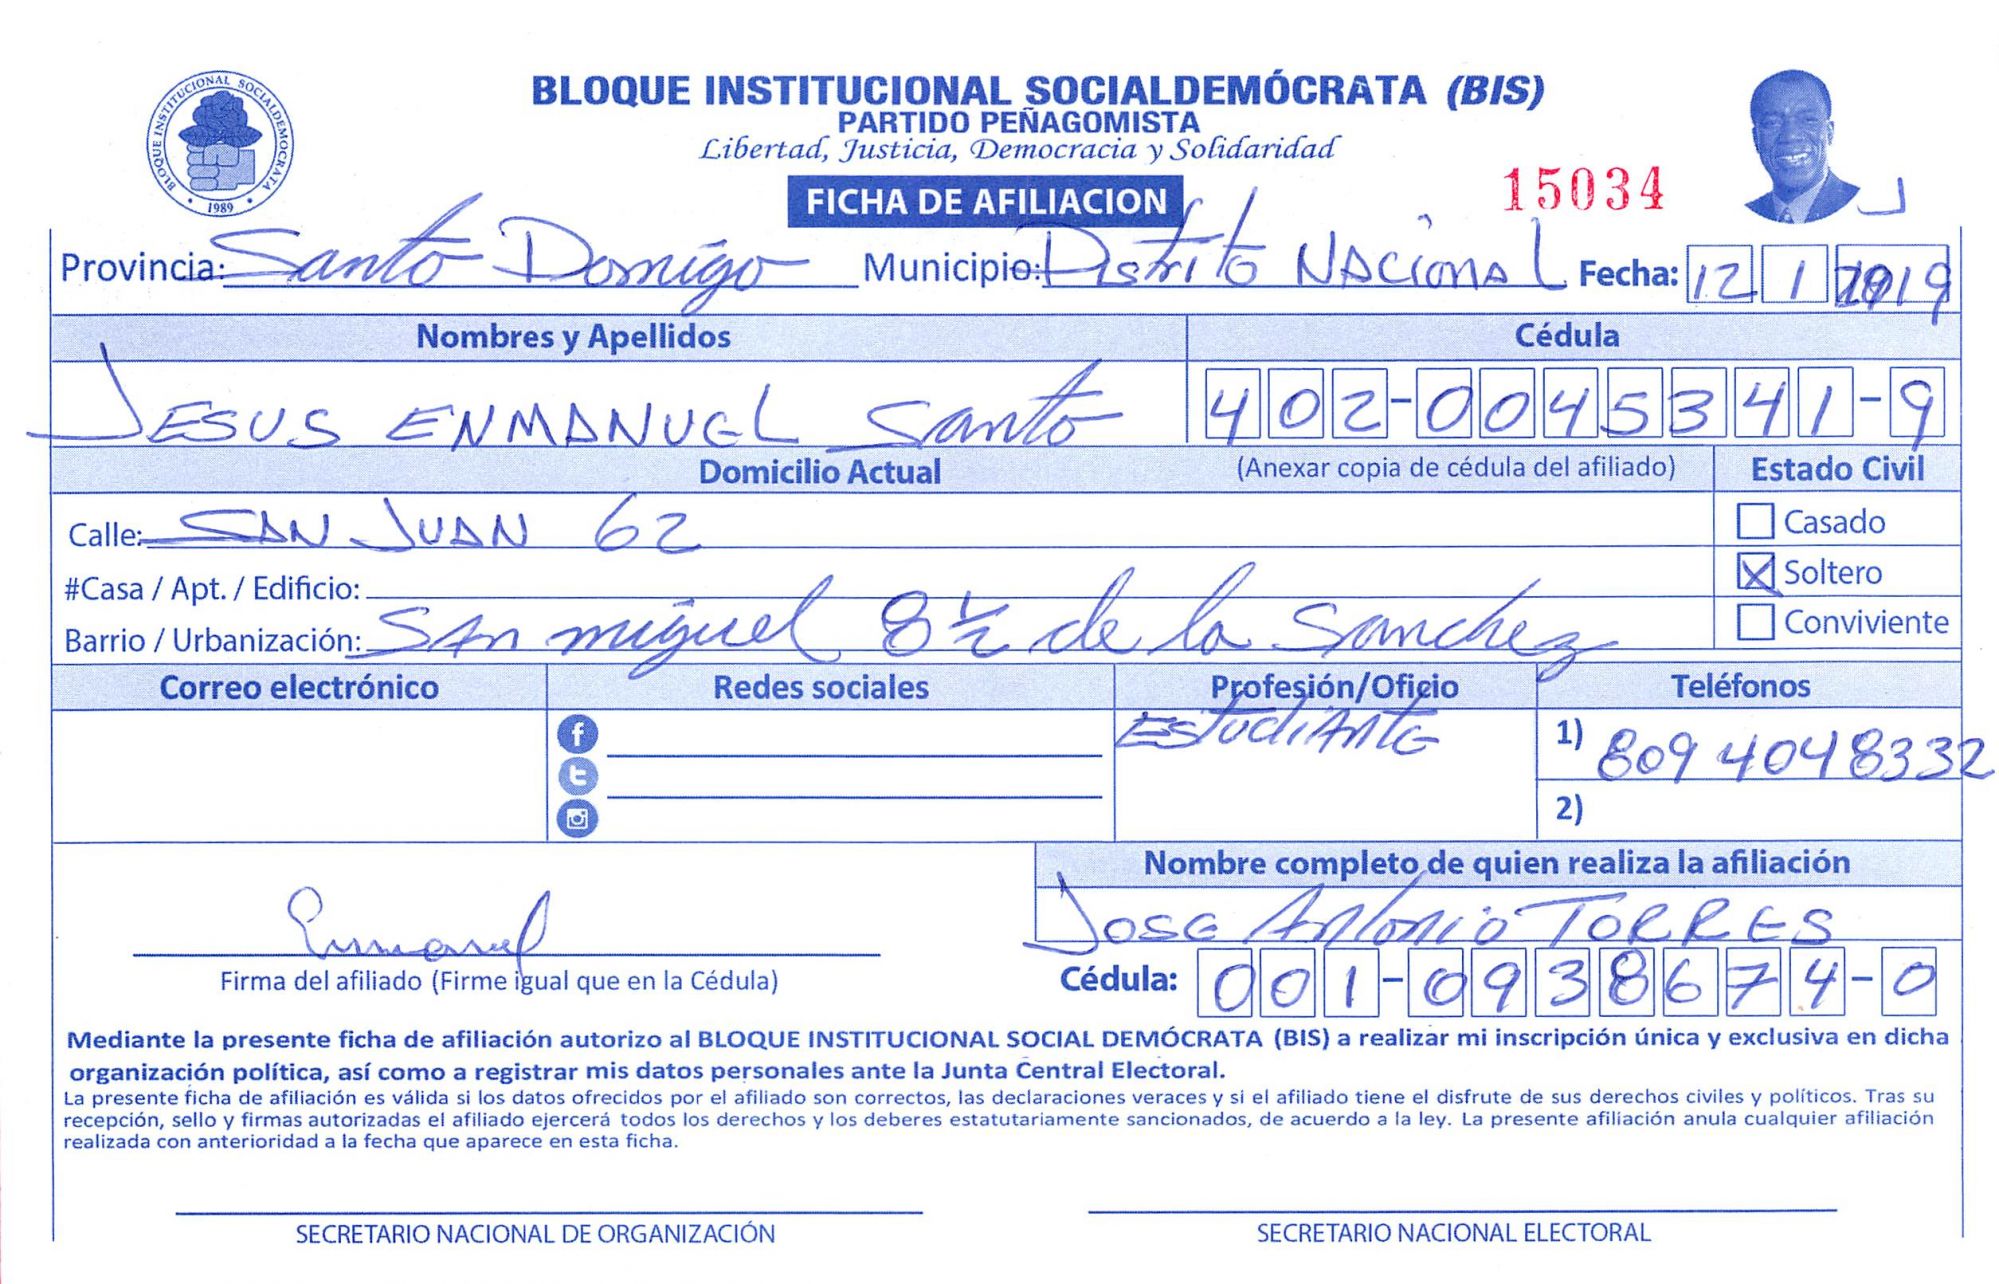 BLOQUE INSTITUCIONAL SOCIALDEMÓCRATA (BIS)
PARTIDO PEÑAGOMISTA
Libertad, Justicia, Democracia y Solidaridad
BLOQUE INSTITUCIONAL SOCIALDEMOCRATA
1989
FICHA DE AFILIACION
15034
Provincia: Santo Domigo Municipio: Distrito Nacional Fecha: 12 1 2019
Nombres y Apellidos Cédula
JESUS ENMANUEL Santo 402-0045341-9
Domicilio Actual (Anexar copia de cédula del afiliado) Estado Civil
Calle: SAN JUAN 62 Casado
#Casa / Apt. / Edificio: Soltero
Barrio / Urbanización: SAn miguel 8 1/2 de la Sanchez Conviviente
Correo electrónico Redes sociales Profesión/Oficio Teléfonos
Estudiante 1) 809 4048332
2)
Nombre completo de quien realiza la afiliación
Jose Antonio TORRES
Enmanuel
Firma del afiliado (Firme igual que en la Cédula) Cédula: 001-0938674-0
Mediante la presente ficha de afiliación autorizo al BLOQUE INSTITUCIONAL SOCIAL DEMÓCRATA (BIS) a realizar mi inscripción única y exclusiva en dicha
organización política, así como a registrar mis datos personales ante la Junta Central Electoral.
La presente ficha de afiliación es válida si los datos ofrecidos por el afiliado son correctos, las declaraciones veraces y si el afiliado tiene el disfrute de sus derechos civiles y políticos. Tras su
recepción, sello y firmas autorizadas el afiliado ejercerá todos los derechos y los deberes estatutariamente sancionados, de acuerdo a la ley. La presente afiliación anula cualquier afiliación
realizada con anterioridad a la fecha que aparece en esta ficha.
SECRETARIO NACIONAL DE ORGANIZACIÓN SECRETARIO NACIONAL ELECTORAL